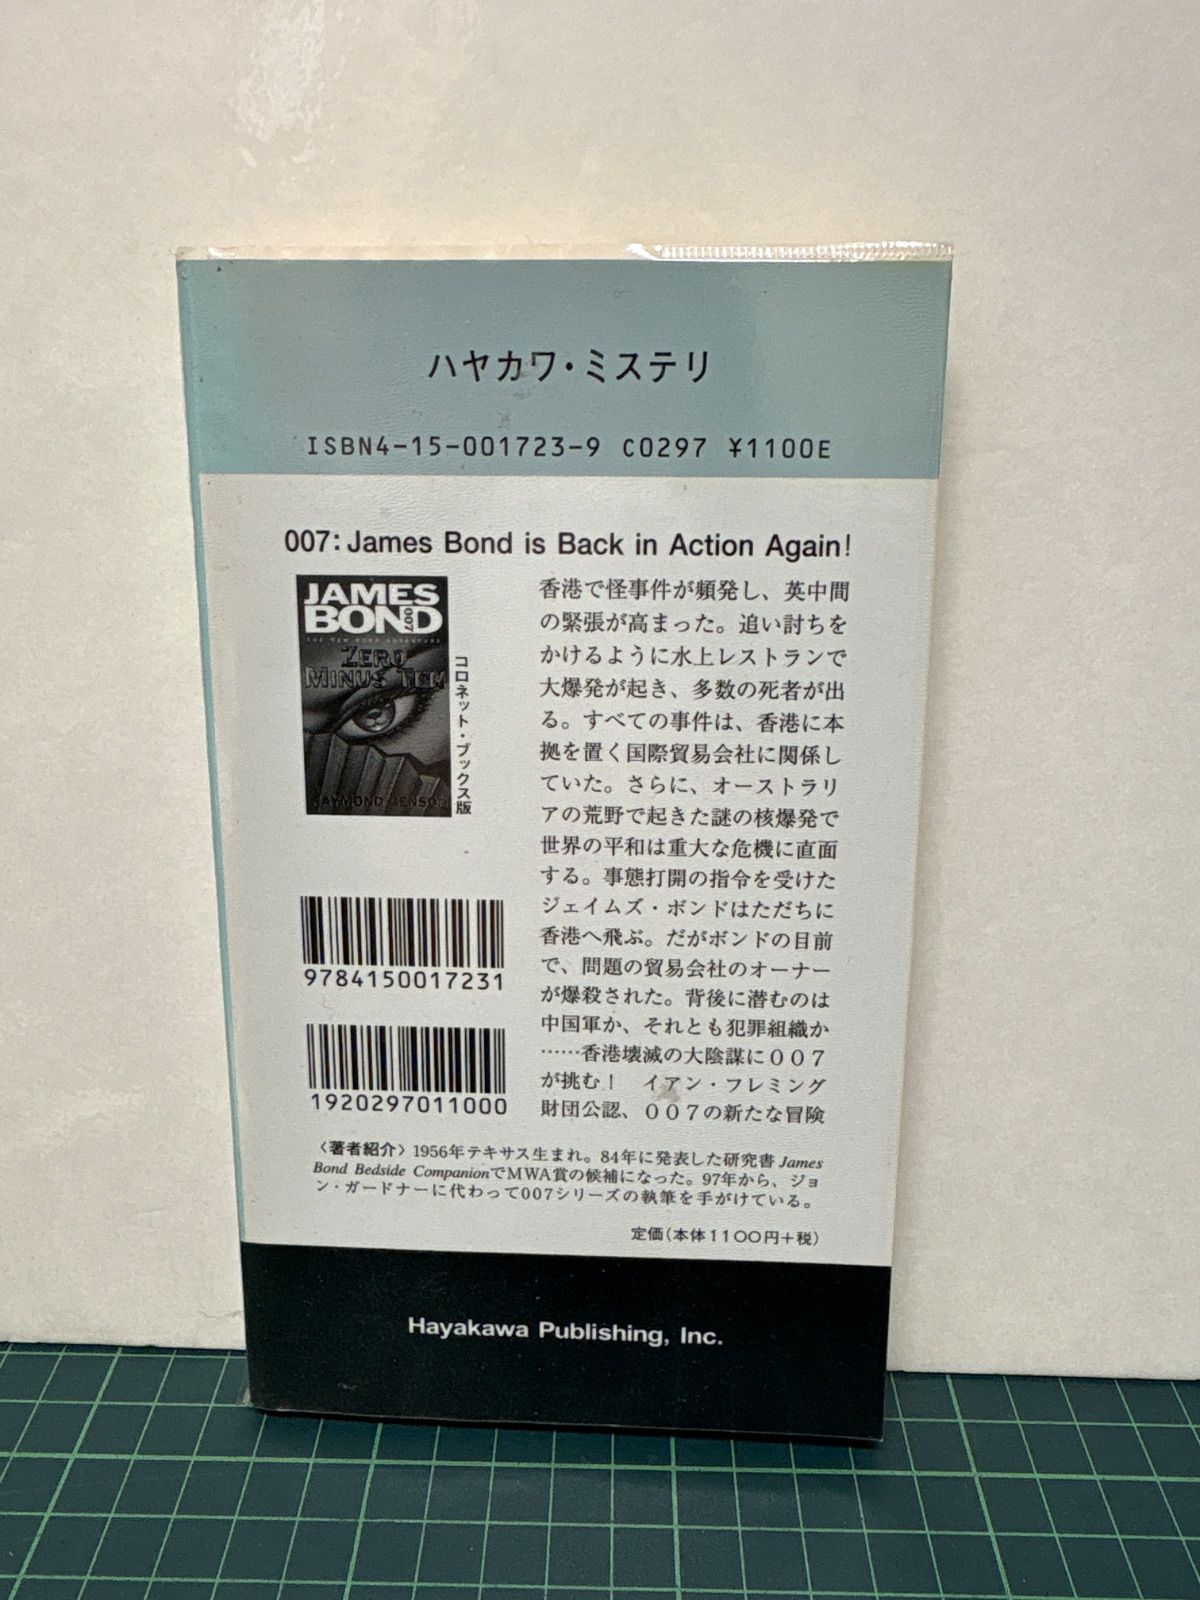 ハヤカワ・ミステリ
ISBN4-15-001723-9 C0297 ¥1100E
007: James Bond is Back in Action Again!
JAMES
BOND
007
THE NEW BOND ADVENTURE
ZERO
MINUS TEN
RAYMOND BENSON
コロネット・ブックス版
9784150017231
1920297011000
香港で怪事件が頻発し、英中間
の緊張が高まった。追い討ちを
かけるように水上レストランで
大爆発が起き、多数の死者が出
る。すべての事件は、香港に本
拠を置く国際貿易会社に関係し
ていた。さらに、オーストラリ
アの荒野で起きた謎の核爆発で
世界の平和は重大な危機に直面
する。事態打開の指令を受けた
ジェイムズ・ボンドはただちに
香港へ飛ぶ。だがボンドの目前
で、問題の貿易会社のオーナー
が爆殺された。背後に潜むのは
中国軍か、それとも犯罪組織か
……香港壊滅の大陰謀に００７
が挑む！　イアン・フレミング
財団公認、００７の新たな冒険
〈著者紹介〉1956年テキサス生まれ。84年に発表した研究書James
Bond Bedside CompanionでMWA賞の候補になった。97年から、ジョ
ン・ガードナーに代わって007シリーズの執筆を手がけている。
定価(本体1100円+税)
Hayakawa Publishing, Inc.